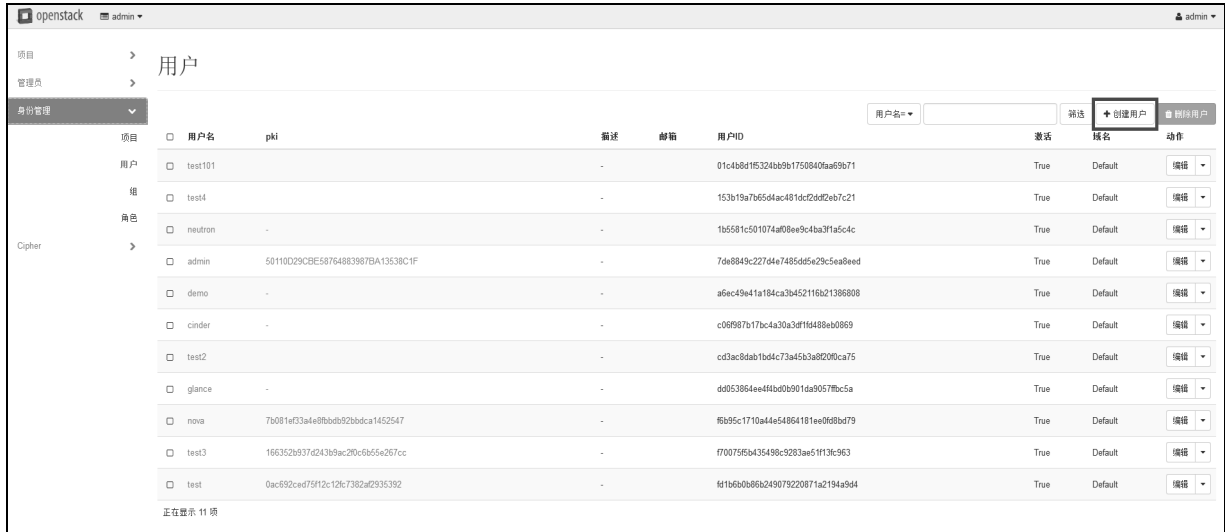 openstack admin admin
项目
管理员
身份管理
项目
用户
组
角色
Cipher
用户
用户名= 筛选 创建用户 删除用户
用户名 pki 描述 邮箱 用户ID 激活 域名 动作
test101 - 01c4b8d1f5324bb9b1750840faa69b71 True Default 编辑
test4 - 153b19a7b65d4ac481dcf2ddf2eb7c21 True Default 编辑
neutron - - 1b5581c501074af08ee9c4ba3f1a5c4c True Default 编辑
admin 50110D29CBE58764883987BA13538C1F - 7de8849c227d4e7485dd5e29c5ea8eed True Default 编辑
demo - - a6ec49e41a184ca3b452116b21386808 True Default 编辑
cinder - - c06f987b17bc4a30a3df1fd488eb0869 True Default 编辑
test2 - cd3ac8dab1bd4c73a45b3a8f20f0ca75 True Default 编辑
glance - - dd053864ee4f4bd0b901da9057ffbc5a True Default 编辑
nova 7b081ef33a4e8fbbdb92bbdca1452547 - f6b95c1710a44e54864181ee0fd8bd79 True Default 编辑
test3 166352b937d243b9ac2f0c6b55e267cc - f70075f5b435498c9283ae51f13fc963 True Default 编辑
test 0ac692ced75f12c12fc7382af2935392 - fd1b6b0b86b249079220871a2194a9d4 True Default 编辑
正在显示 11 项